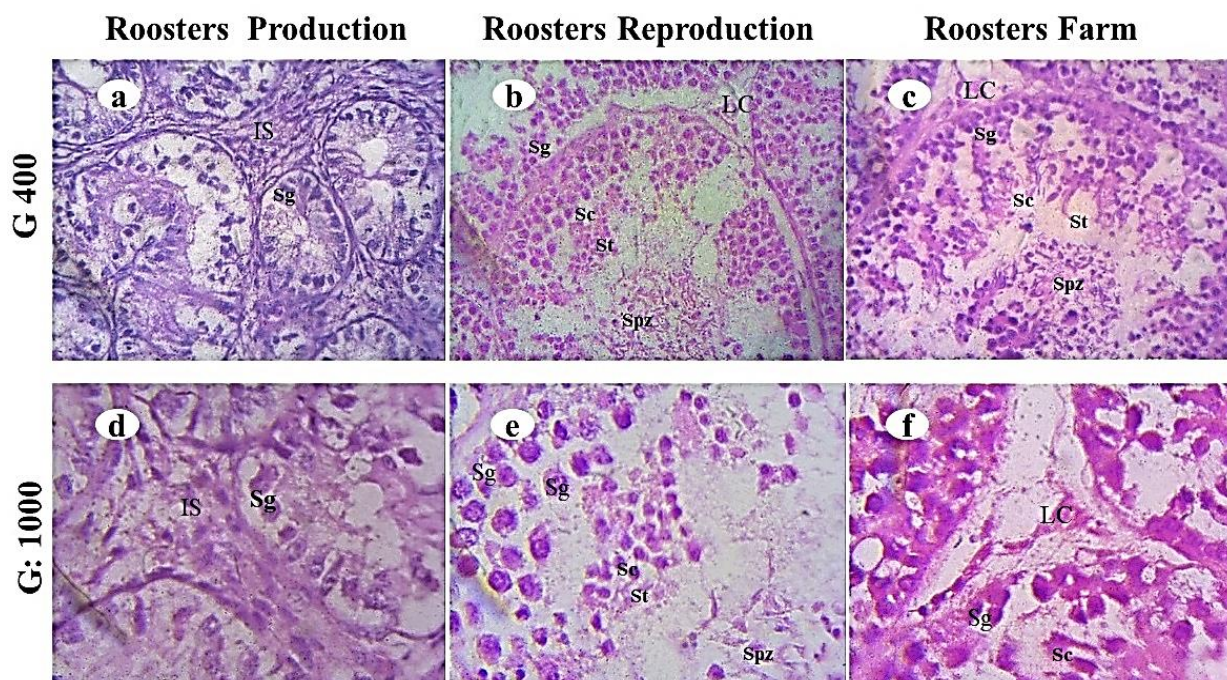 Roosters Production Roosters Reproduction Roosters Farm
G 400
a
IS
Sg
b
LC
Sg
Sc
St
Spz
c
LC
Sg
Sc
St
Spz
G: 1000
d
IS
Sg
e
Sg
Sg
Sc
St
Spz
f
LC
Sg
Sc